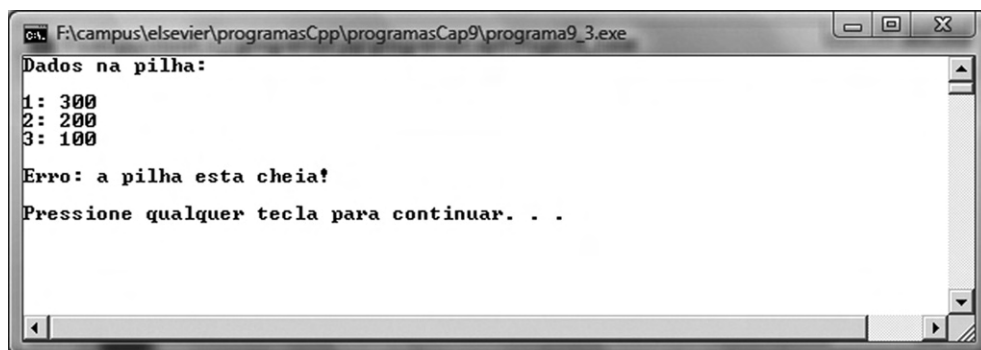 F:\campus\elsevier\programasCpp\programasCap9\programa9_3.exe
Dados na pilha:
1: 300
2: 200
3: 100
Erro: a pilha esta cheia!
Pressione qualquer tecla para continuar. . .